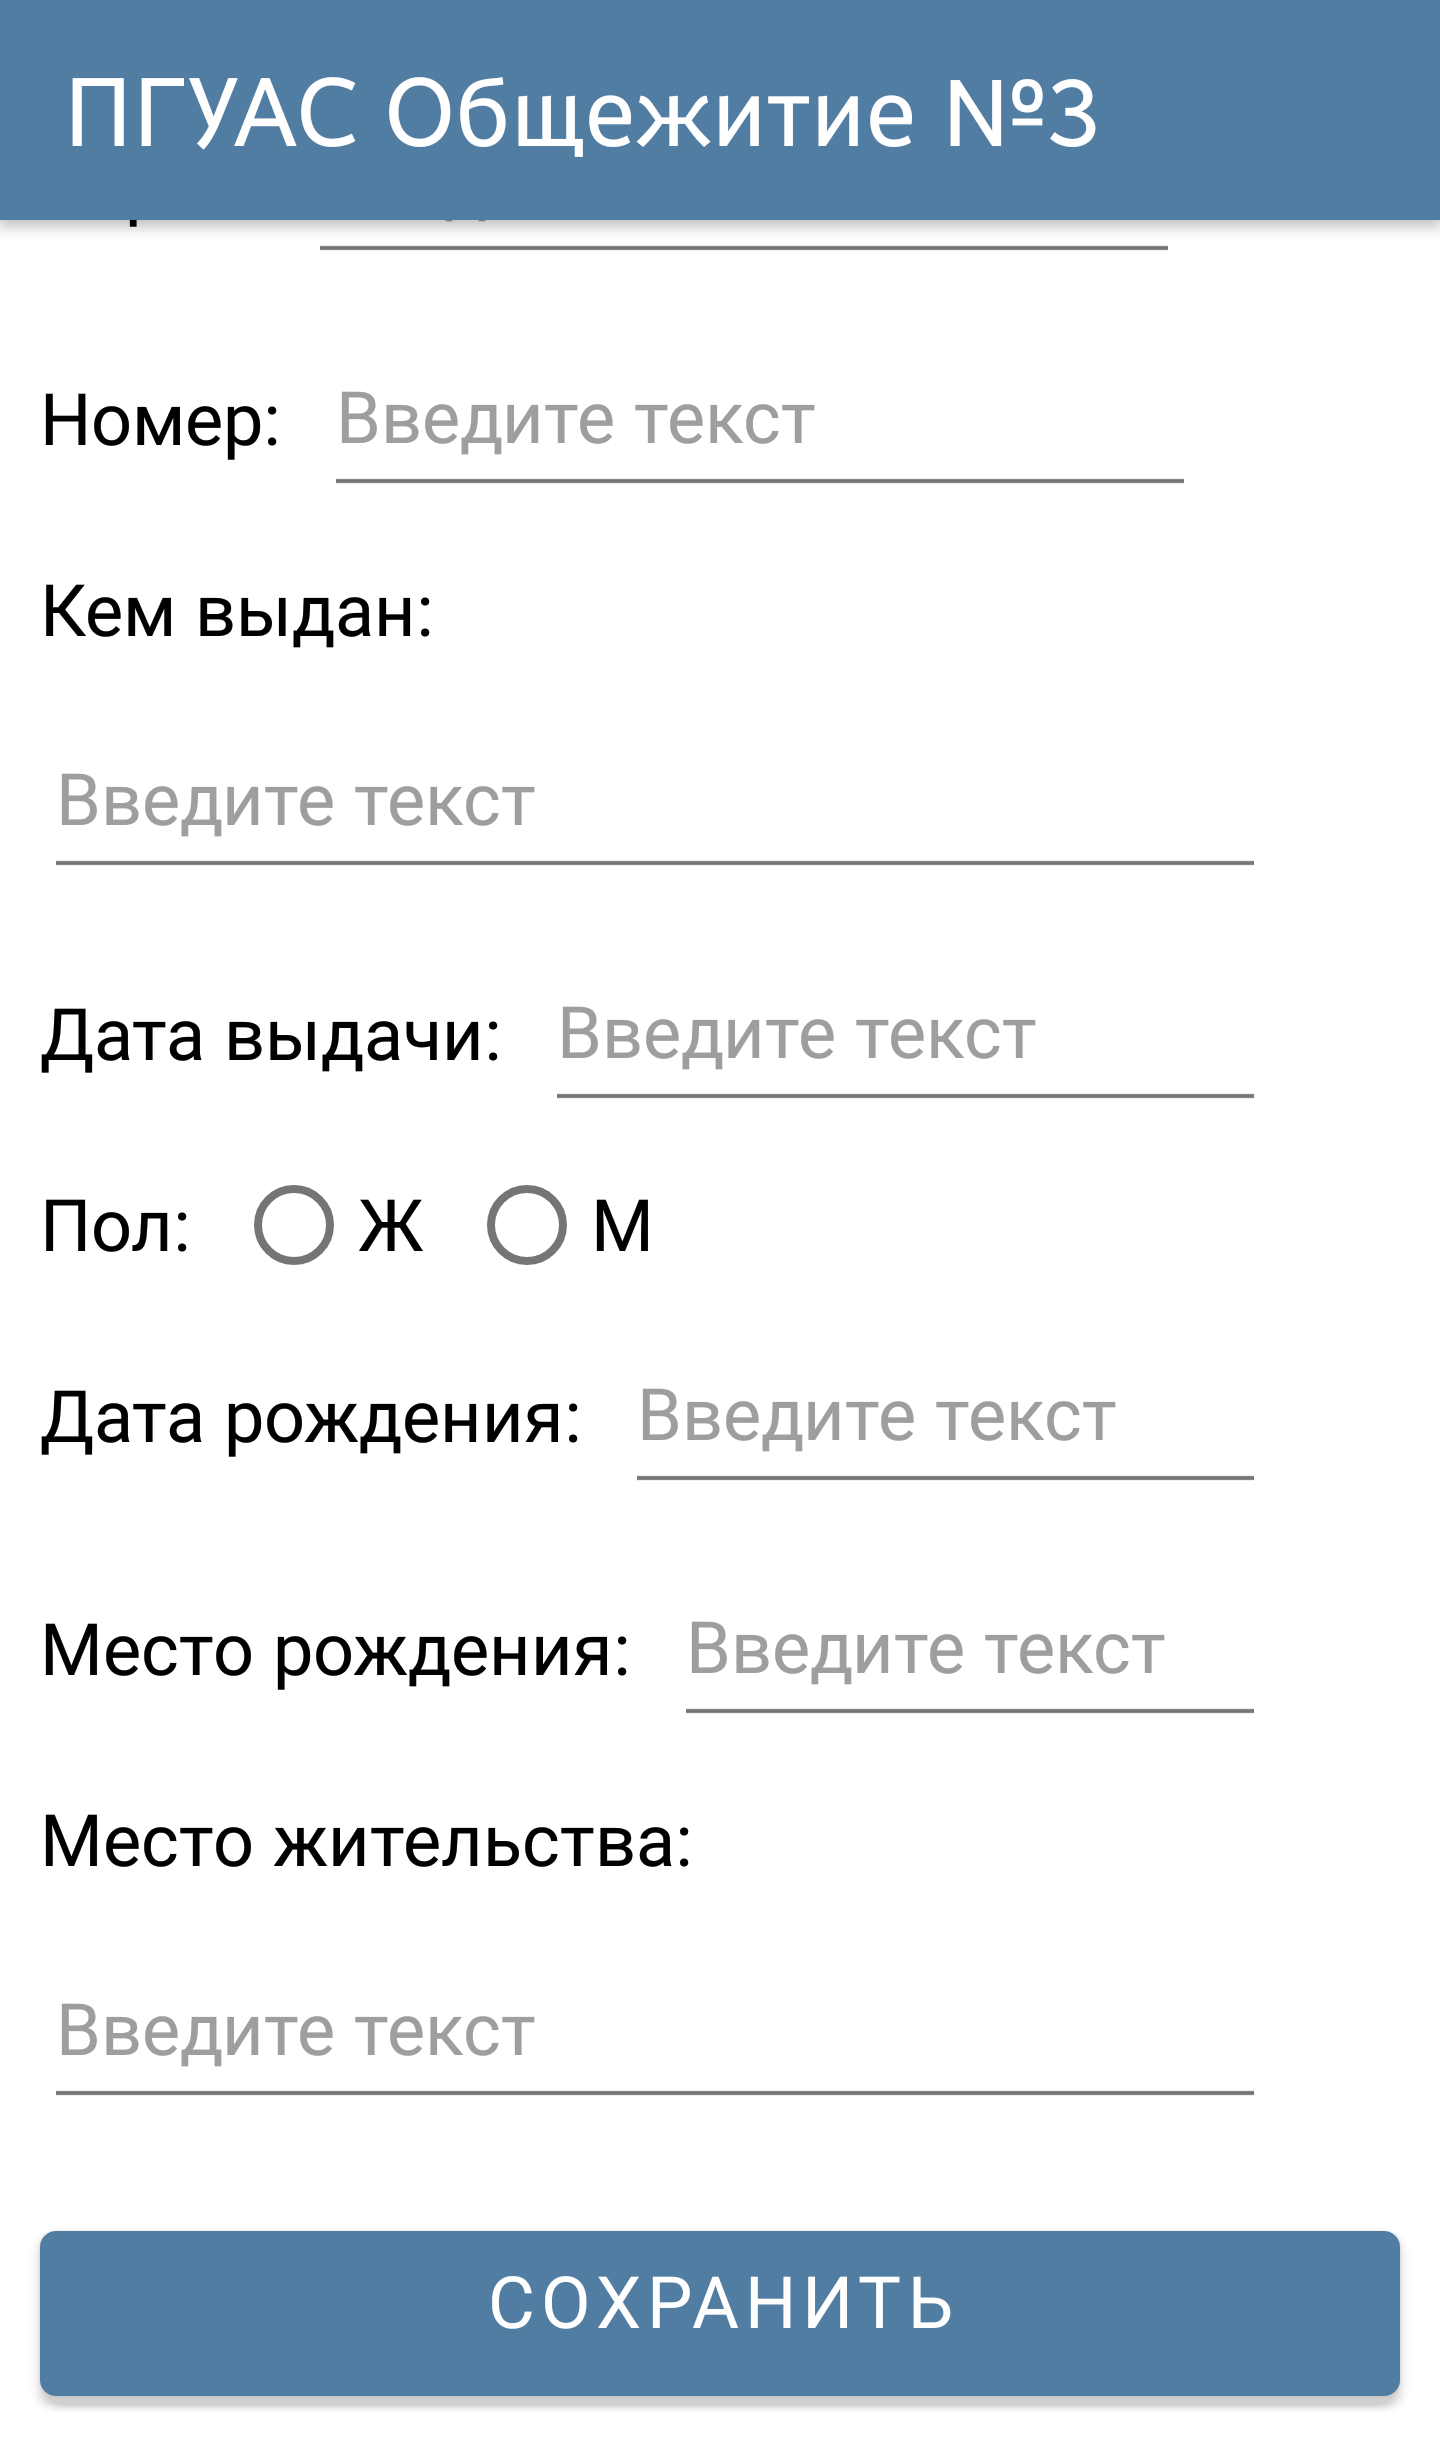 ПГУАС Общежитие №3
Номер: Введите текст
Кем выдан:
Введите текст
Дата выдачи: Введите текст
Пол: Ж М
Дата рождения: Введите текст
Место рождения: Введите текст
Место жительства:
Введите текст
СОХРАНИТЬ